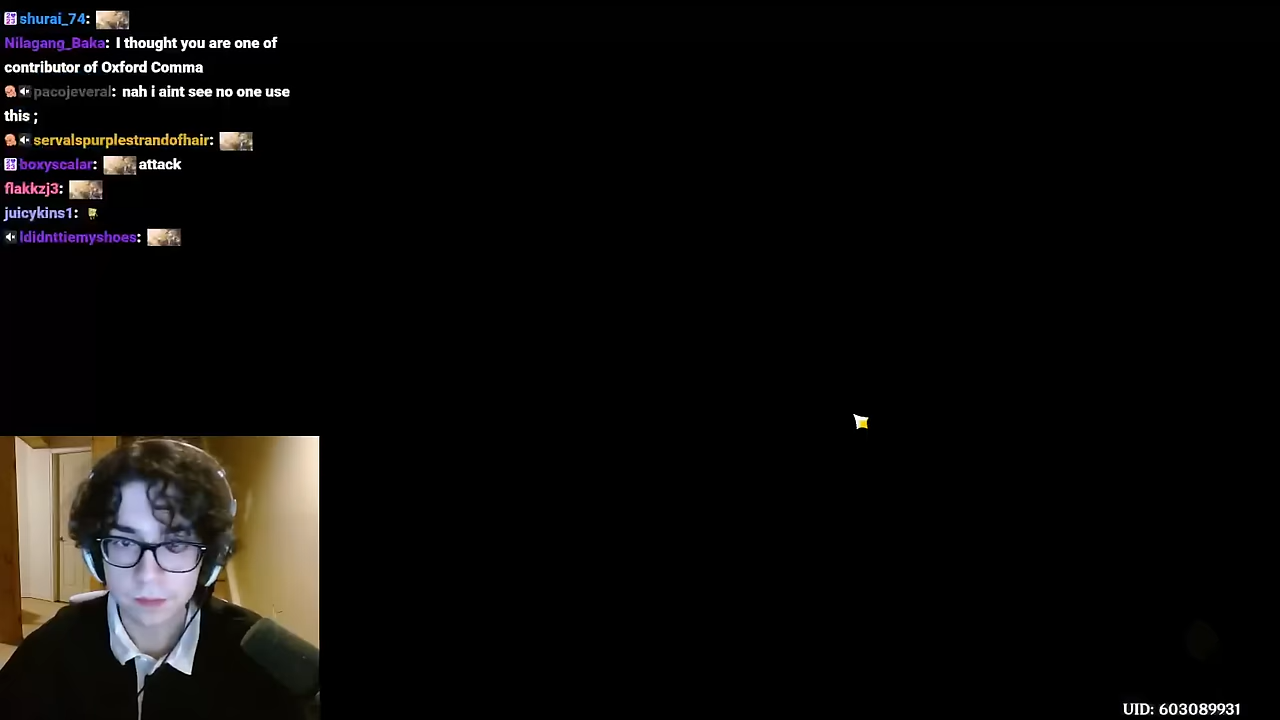 shurai_74:
Nilagang_Baka: I thought you are one of
contributor of Oxford Comma
pacojeveral: nah i aint see no one use
this ;
servalspurplestrandofhair:
boxyscalar: attack
flakkzj3:
juicykins1:
ldidnttiemyshoes:
UID: 603089931